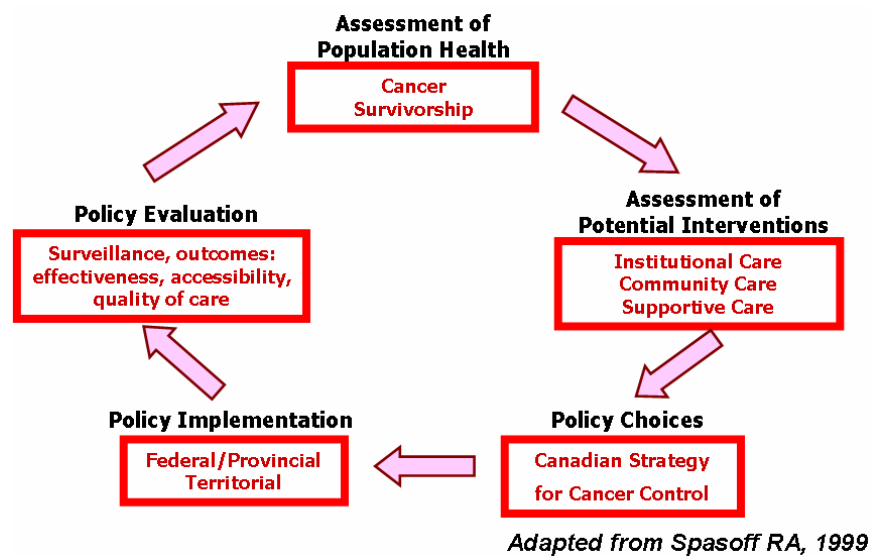 Assessment of
Population Health
Cancer
Survivorship
Assessment of
Potential Interventions
Institutional Care
Community Care
Supportive Care
Policy Choices
Canadian Strategy
for Cancer Control
Policy Implementation
Federal/Provincial
Territorial
Policy Evaluation
Surveillance, outcomes:
effectiveness, accessibility,
quality of care
Adapted from Spasoff RA, 1999